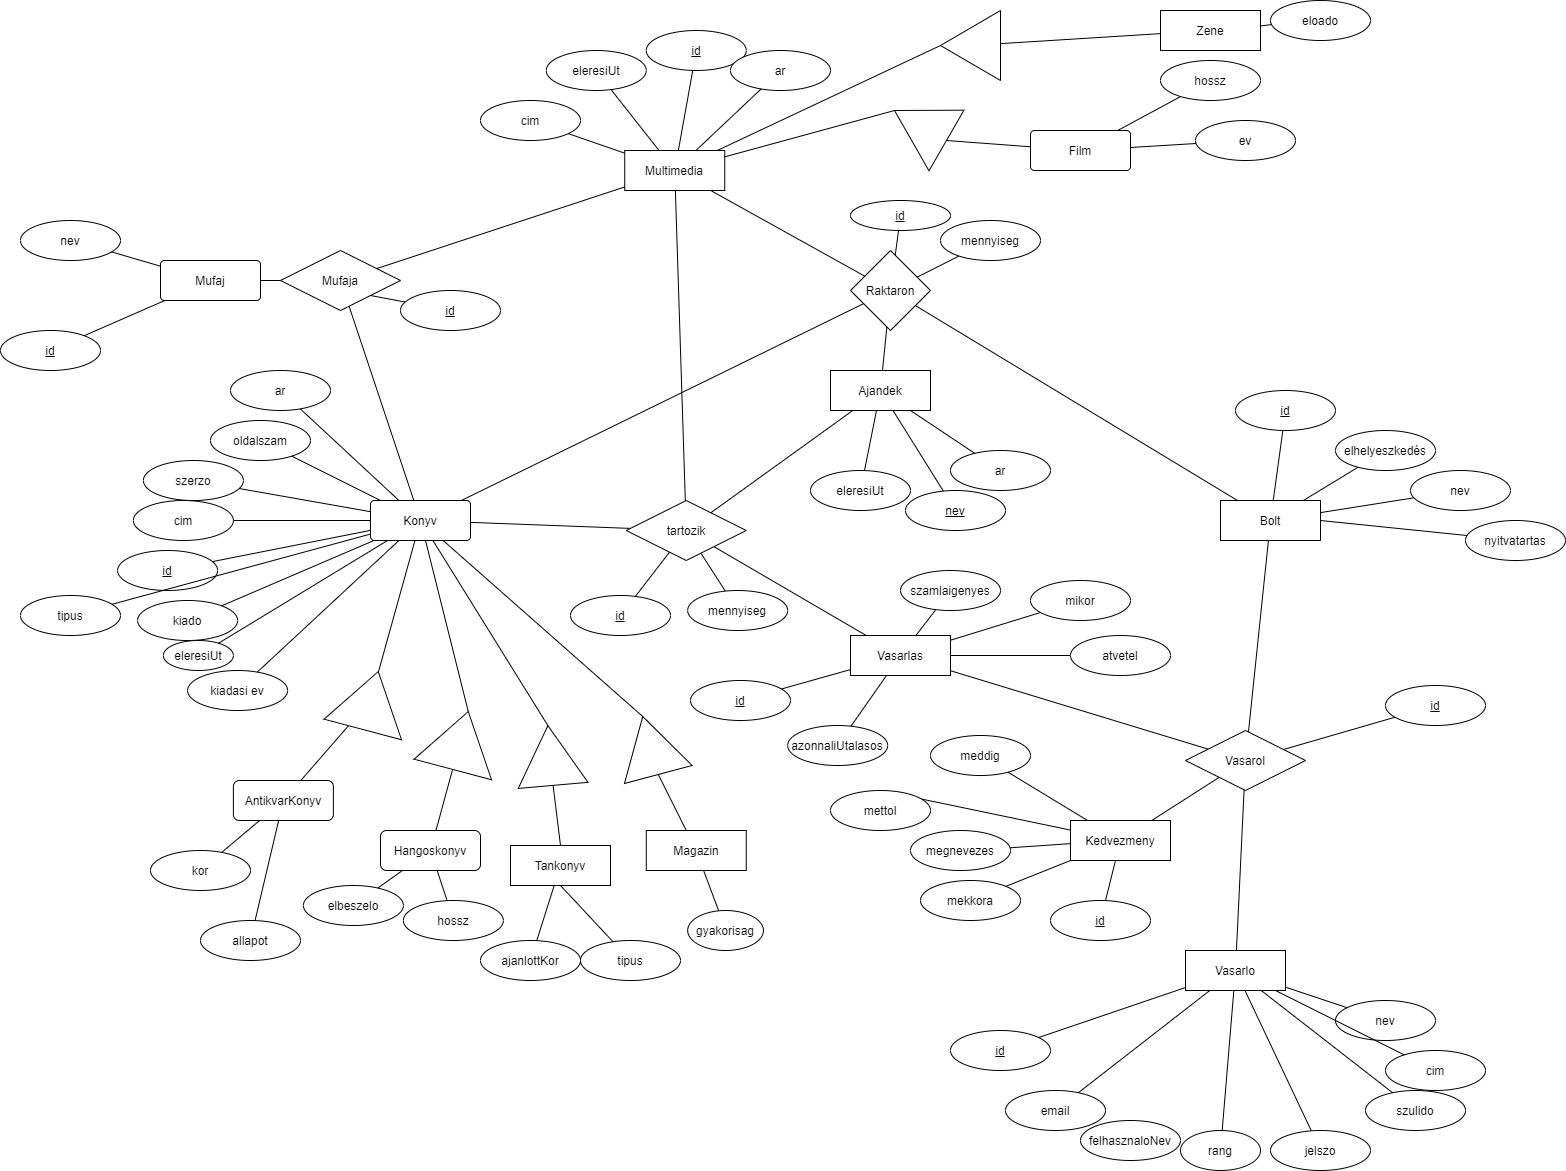 Zene
eloado
id
eleresiUt
ar
hossz
cim
Film
ev
Multimedia
id
nev
mennyiseg
Mufaj
Mufaja
Raktaron
id
id
ar
Ajandek
id
oldalszam
elhelyeszkedés
szerzo
ar
eleresiUt
nev
nev
cim
Konyv
tartozik
Bolt
nyitvatartas
id
szamlaigenyes
mikor
tipus
kiado
id
mennyiseg
eleresiUt
Vasarlas
atvetel
kiadasi ev
id
id
azonnaliUtalasos
meddig
Vasarol
AntikvarKonyv
mettol
Kedvezmeny
Hangoskonyv
Tankonyv
Magazin
megnevezes
kor
mekkora
elbeszelo
hossz
id
gyakorisag
allapot
ajanlottKor
tipus
Vasarlo
nev
id
cim
email
szulido
felhasznaloNev
rang
jelszo